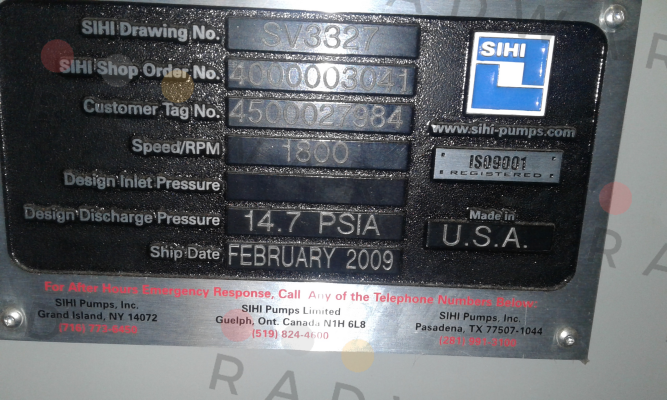 SIHI Drawing No. SV3327
SIHI Shop Order No. 4000003041
Customer Tag No. 4500027984
Speed/RPM 1800
Design Inlet Pressure
Design Discharge Pressure 14.7 PSIA
Ship Date FEBRUARY 2009
SIHI
www.sihi-pumps.com
ISO9001
REGISTERED
Made in
U.S.A.
For After Hours Emergency Response, Call Any of the Telephone Numbers Below:
SIHI Pumps, Inc.
Grand Island, NY 14072
SIHI Pumps Limited
Guelph, Ont. Canada N1H 6L8
(519) 824-4600
SIHI Pumps, Inc.
Pasadena, TX 77507-1044